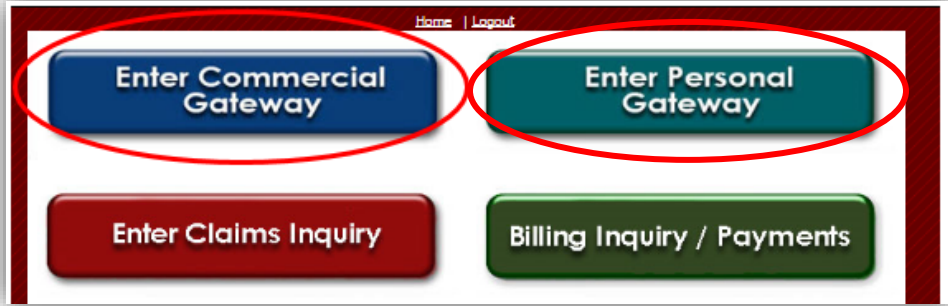 Home | Logout
Enter Commercial
Gateway
Enter Personal
Gateway
Enter Claims Inquiry
Billing Inquiry / Payments